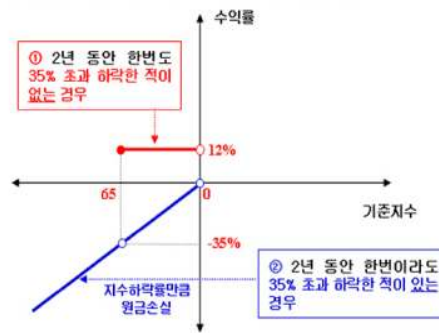 수익률
① 2년 동안 한번도
35% 초과 하락한 적이
없는 경우
12%
65
0
기준지수
-35%
지수하락률만큼
원금손실
② 2년 동안 한번이라도
35% 초과 하락한 적이 있는
경우